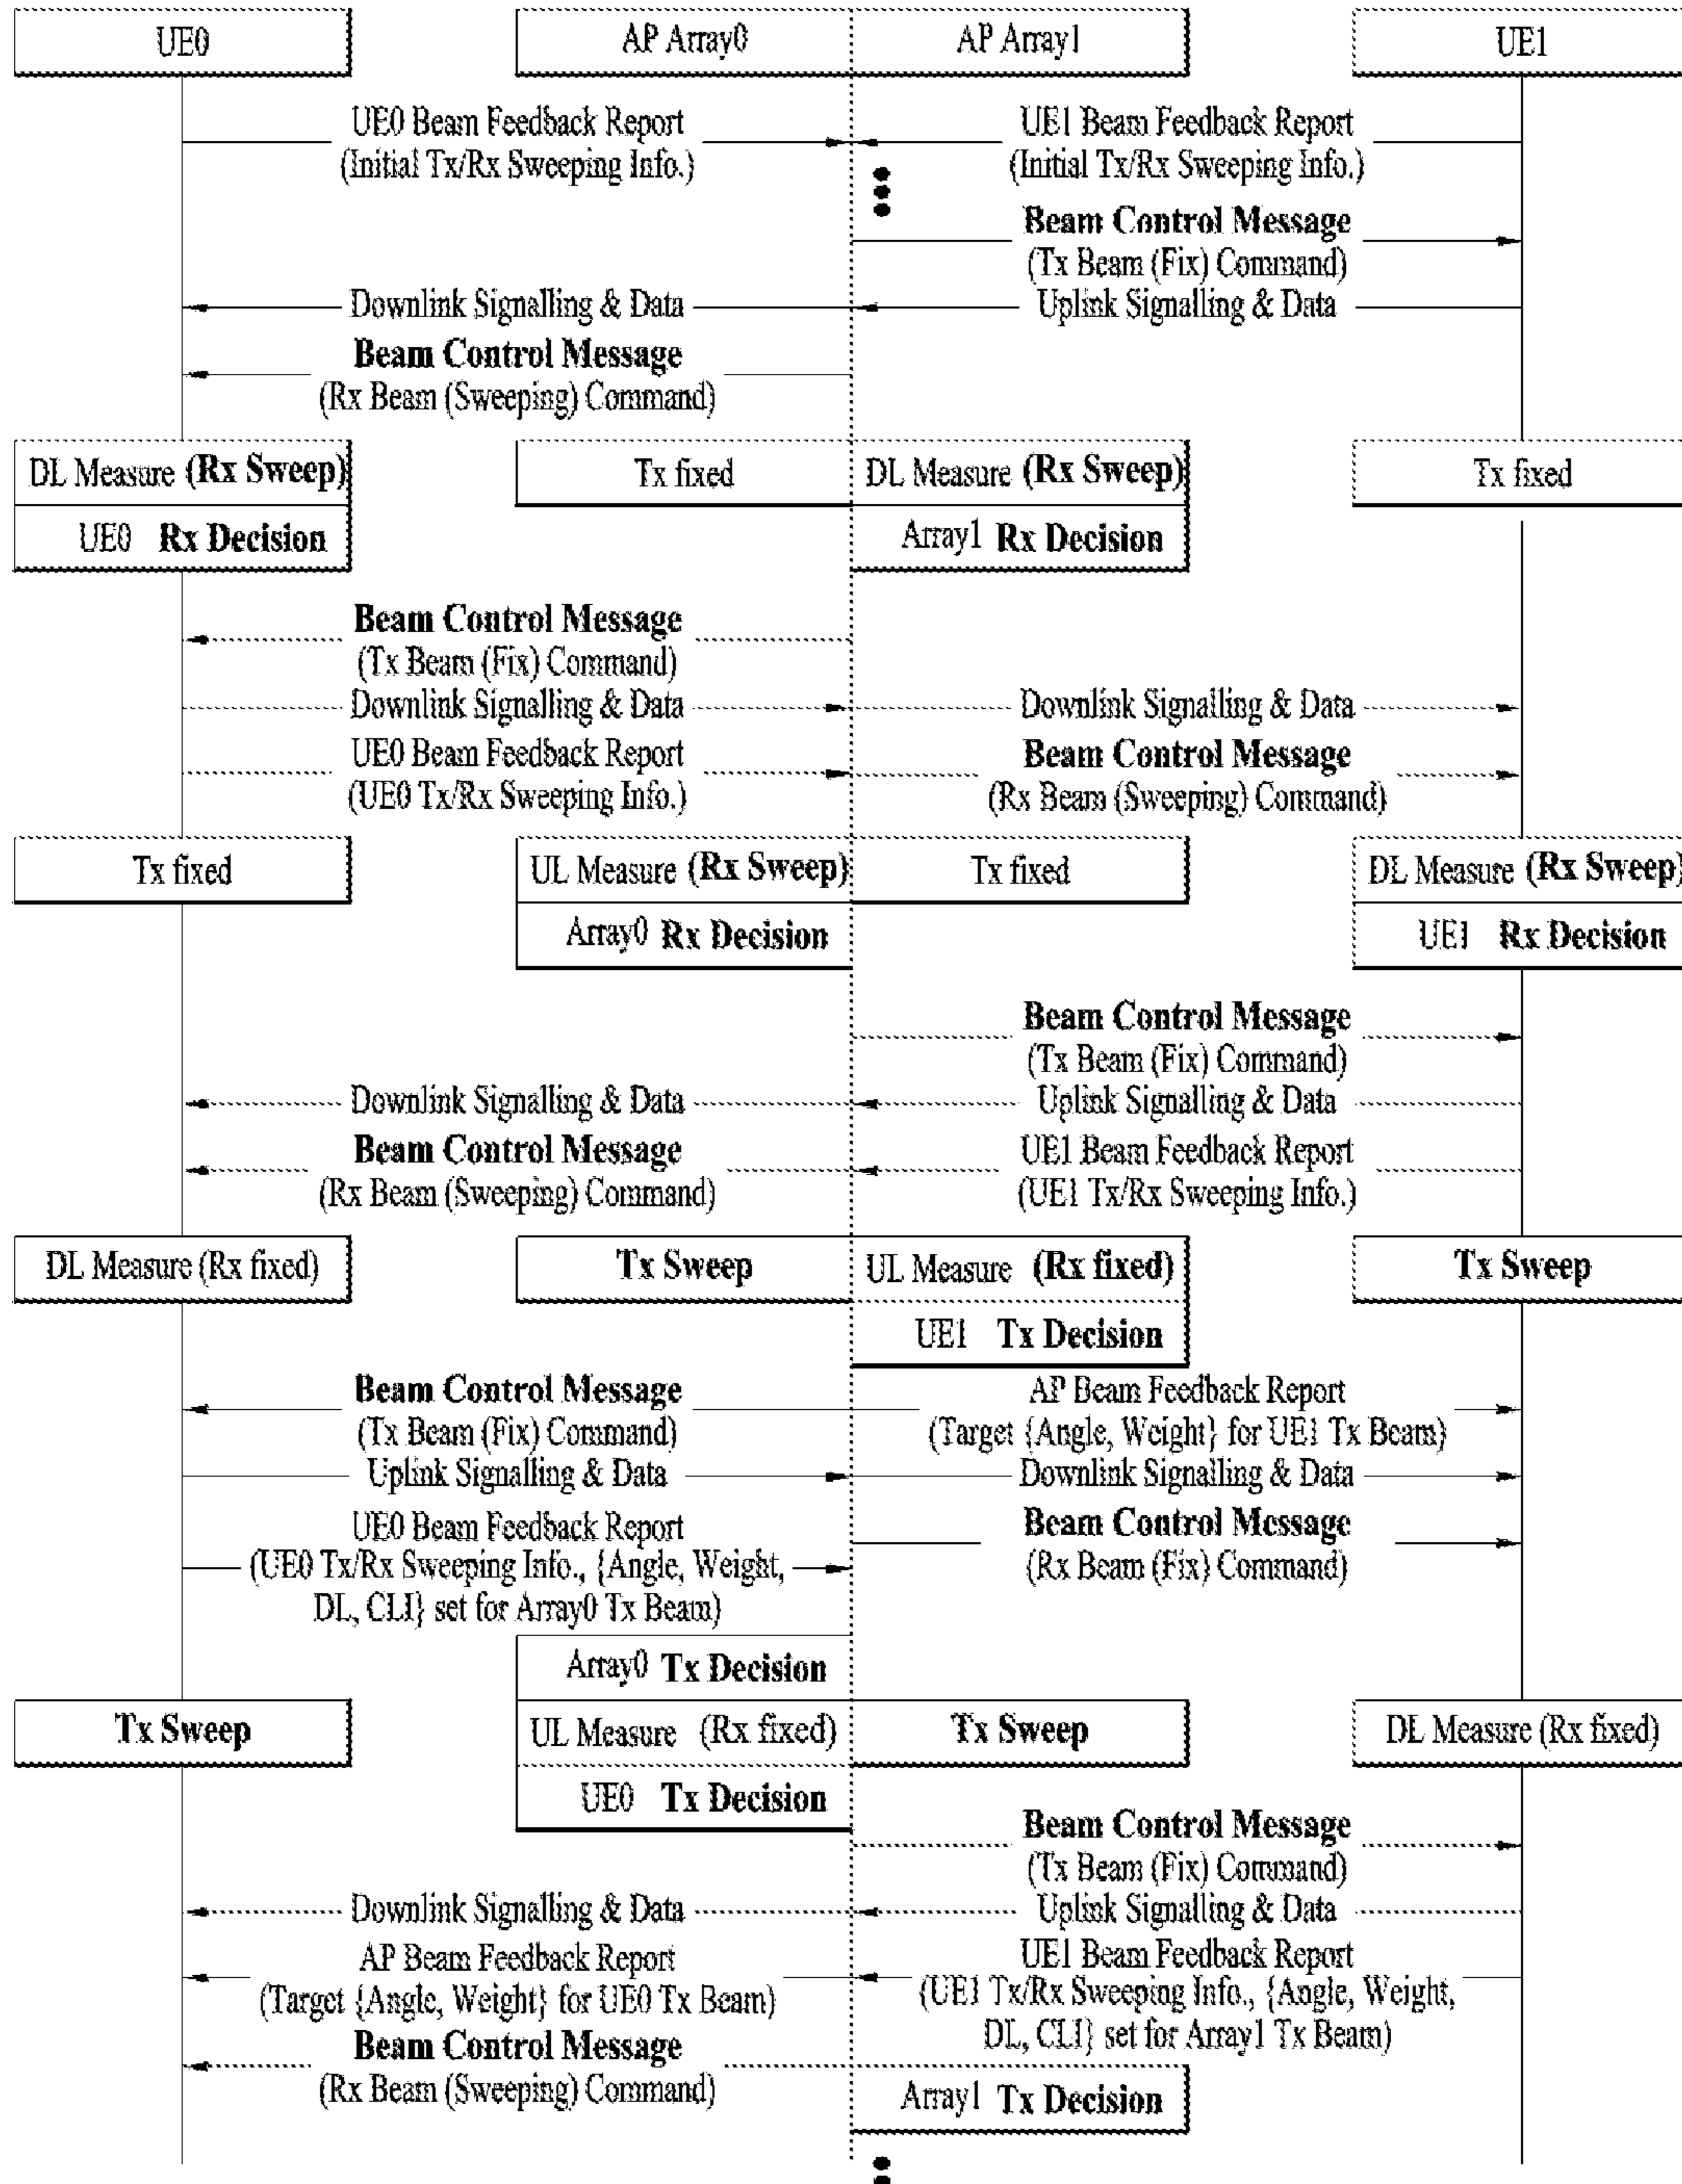 UE0
AP Array0
AP Array1
UE1
UE0 Beam Feedback Report
(Initial Tx/Rx Sweeping Info.)
UE1 Beam Feedback Report
(Initial Tx/Rx Sweeping Info.)
Beam Control Message
(Tx Beam (Fix) Command)
Downlink Signalling & Data
Uplink Signalling & Data
Beam Control Message
(Rx Beam (Sweeping) Command)
DL Measure (Rx Sweep)
Tx fixed
DL Measure (Rx Sweep)
Tx fixed
UE0 Rx Decision
Array1 Rx Decision
Beam Control Message
(Tx Beam (Fix) Command)
Downlink Signalling & Data
Downlink Signalling & Data
UE0 Beam Feedback Report
(UE0 Tx/Rx Sweeping Info.)
Beam Control Message
(Rx Beam (Sweeping) Command)
Tx fixed
UL Measure (Rx Sweep)
Tx fixed
DL Measure (Rx Sweep)
Array0 Rx Decision
UE1 Rx Decision
Beam Control Message
(Tx Beam (Fix) Command)
Downlink Signalling & Data
Uplink Signalling & Data
Beam Control Message
(Rx Beam (Sweeping) Command)
UE1 Beam Feedback Report
(UE1 Tx/Rx Sweeping Info.)
DL Measure (Rx fixed)
Tx Sweep
UL Measure (Rx fixed)
Tx Sweep
UE1 Tx Decision
Beam Control Message
(Tx Beam (Fix) Command)
AP Beam Feedback Report
(Target {Angle, Weight} for UE1 Tx Beam)
Uplink Signalling & Data
Downlink Signalling & Data
UE0 Beam Feedback Report
(UE0 Tx/Rx Sweeping Info., {Angle, Weight,
DL, CLI} set for Array0 Tx Beam)
Beam Control Message
(Rx Beam (Fix) Command)
Array0 Tx Decision
Tx Sweep
UL Measure (Rx fixed)
Tx Sweep
DL Measure (Rx fixed)
UE0 Tx Decision
Beam Control Message
(Tx Beam (Fix) Command)
Downlink Signalling & Data
Uplink Signalling & Data
AP Beam Feedback Report
(Target {Angle, Weight} for UE0 Tx Beam)
UE1 Beam Feedback Report
(UE1 Tx/Rx Sweeping Info., {Angle, Weight,
DL, CLI} set for Array1 Tx Beam)
Beam Control Message
(Rx Beam (Sweeping) Command)
Array1 Tx Decision